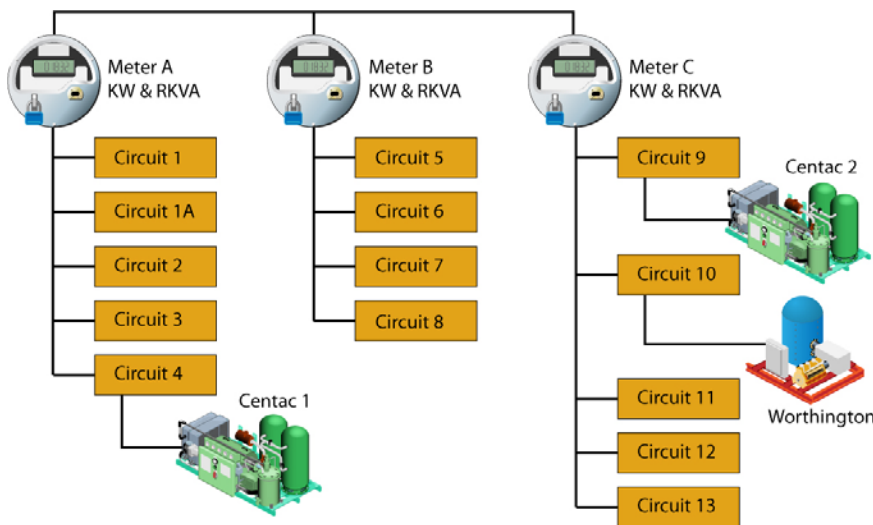 Meter A
KW & RKVA
Meter B
KW & RKVA
Meter C
KW & RKVA
Circuit 1
Circuit 1A
Circuit 2
Circuit 3
Circuit 4
Centac 1
Circuit 5
Circuit 6
Circuit 7
Circuit 8
Circuit 9
Centac 2
Circuit 10
Worthington
Circuit 11
Circuit 12
Circuit 13